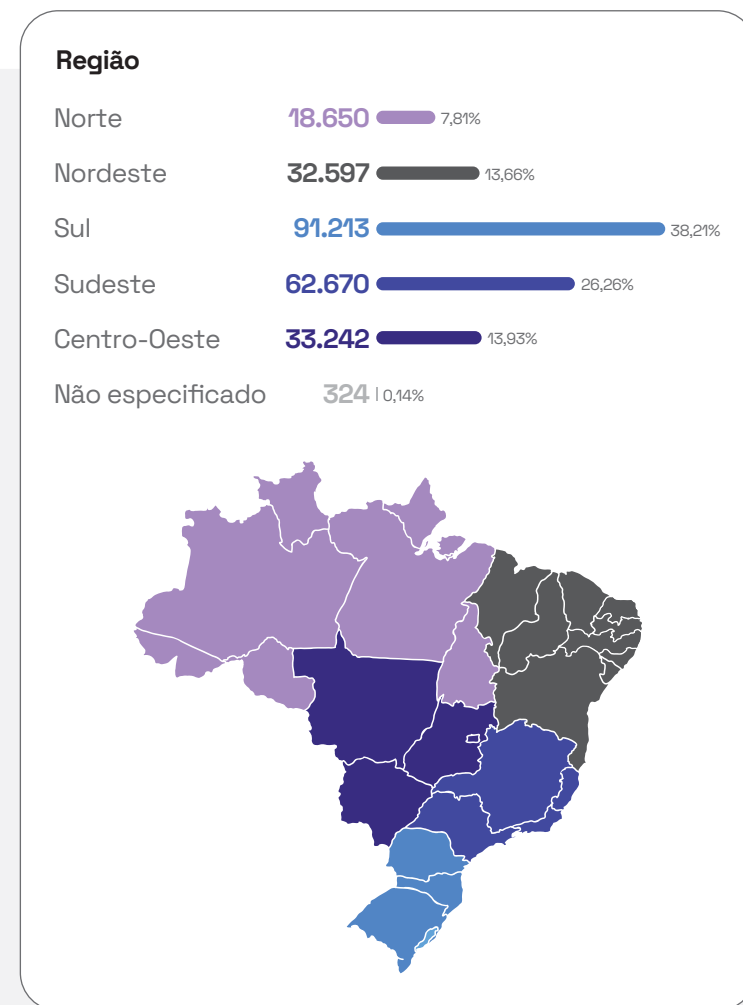 Região
Norte 18.650 7,81%
Nordeste 32.597 13,66%
Sul 91.213 38,21%
Sudeste 62.670 26,26%
Centro-Oeste 33.242 13,93%
Não especificado 324 0,14%